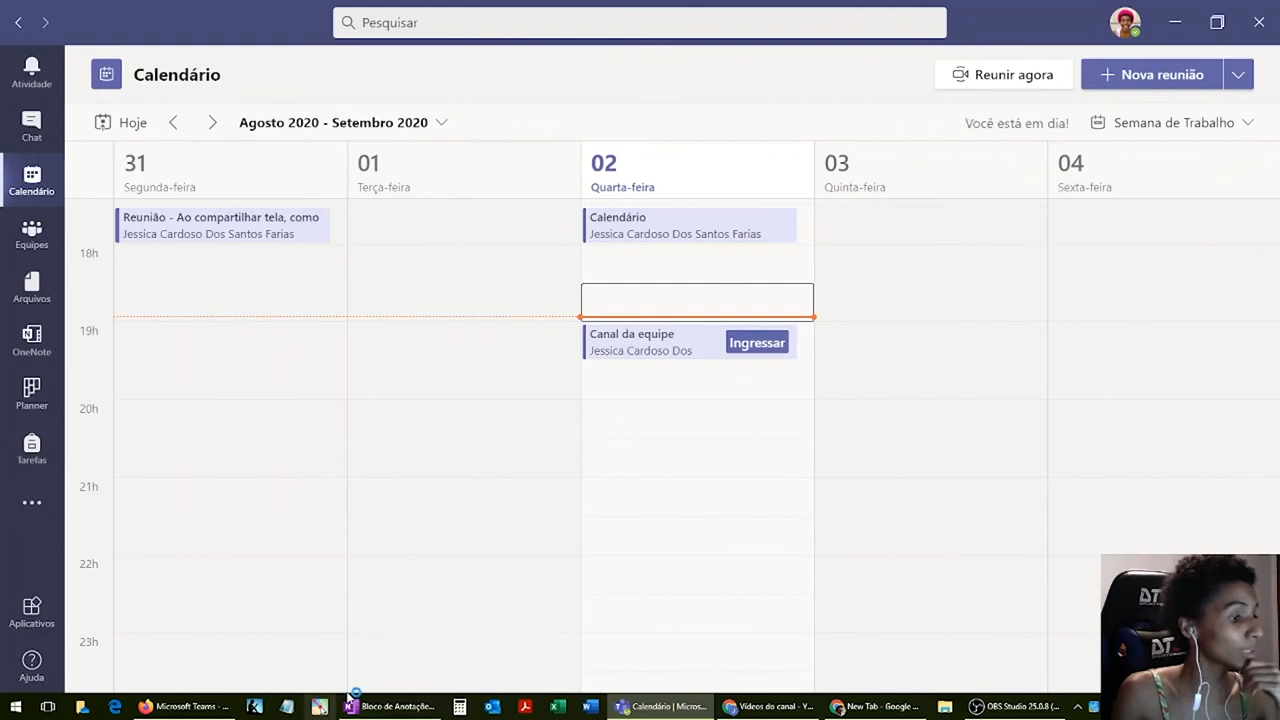 Pesquisar
Atividade
Chat
Calendário
Equipes
Arquivos
OneNote
Planner
Tarefas
Aplicativos
Ajuda
Calendário
Reunir agora
Nova reunião
Hoje
Agosto 2020 - Setembro 2020
Você está em dia!
Semana de Trabalho
31
Segunda-feira
01
Terça-feira
02
Quarta-feira
03
Quinta-feira
04
Sexta-feira
Reunião - Ao compartilhar tela, como
Jessica Cardoso Dos Santos Farias
Calendário
Jessica Cardoso Dos Santos Farias
18h
19h
Canal da equipe
Jessica Cardoso Dos
Ingressar
20h
21h
22h
23h
DT
DT
Microsoft Teams - ...
Bloco de Anotaçõe...
Calendário | Micros...
Vídeos do canal - Y...
New Tab - Google ...
OBS Studio 25.0.8 (...